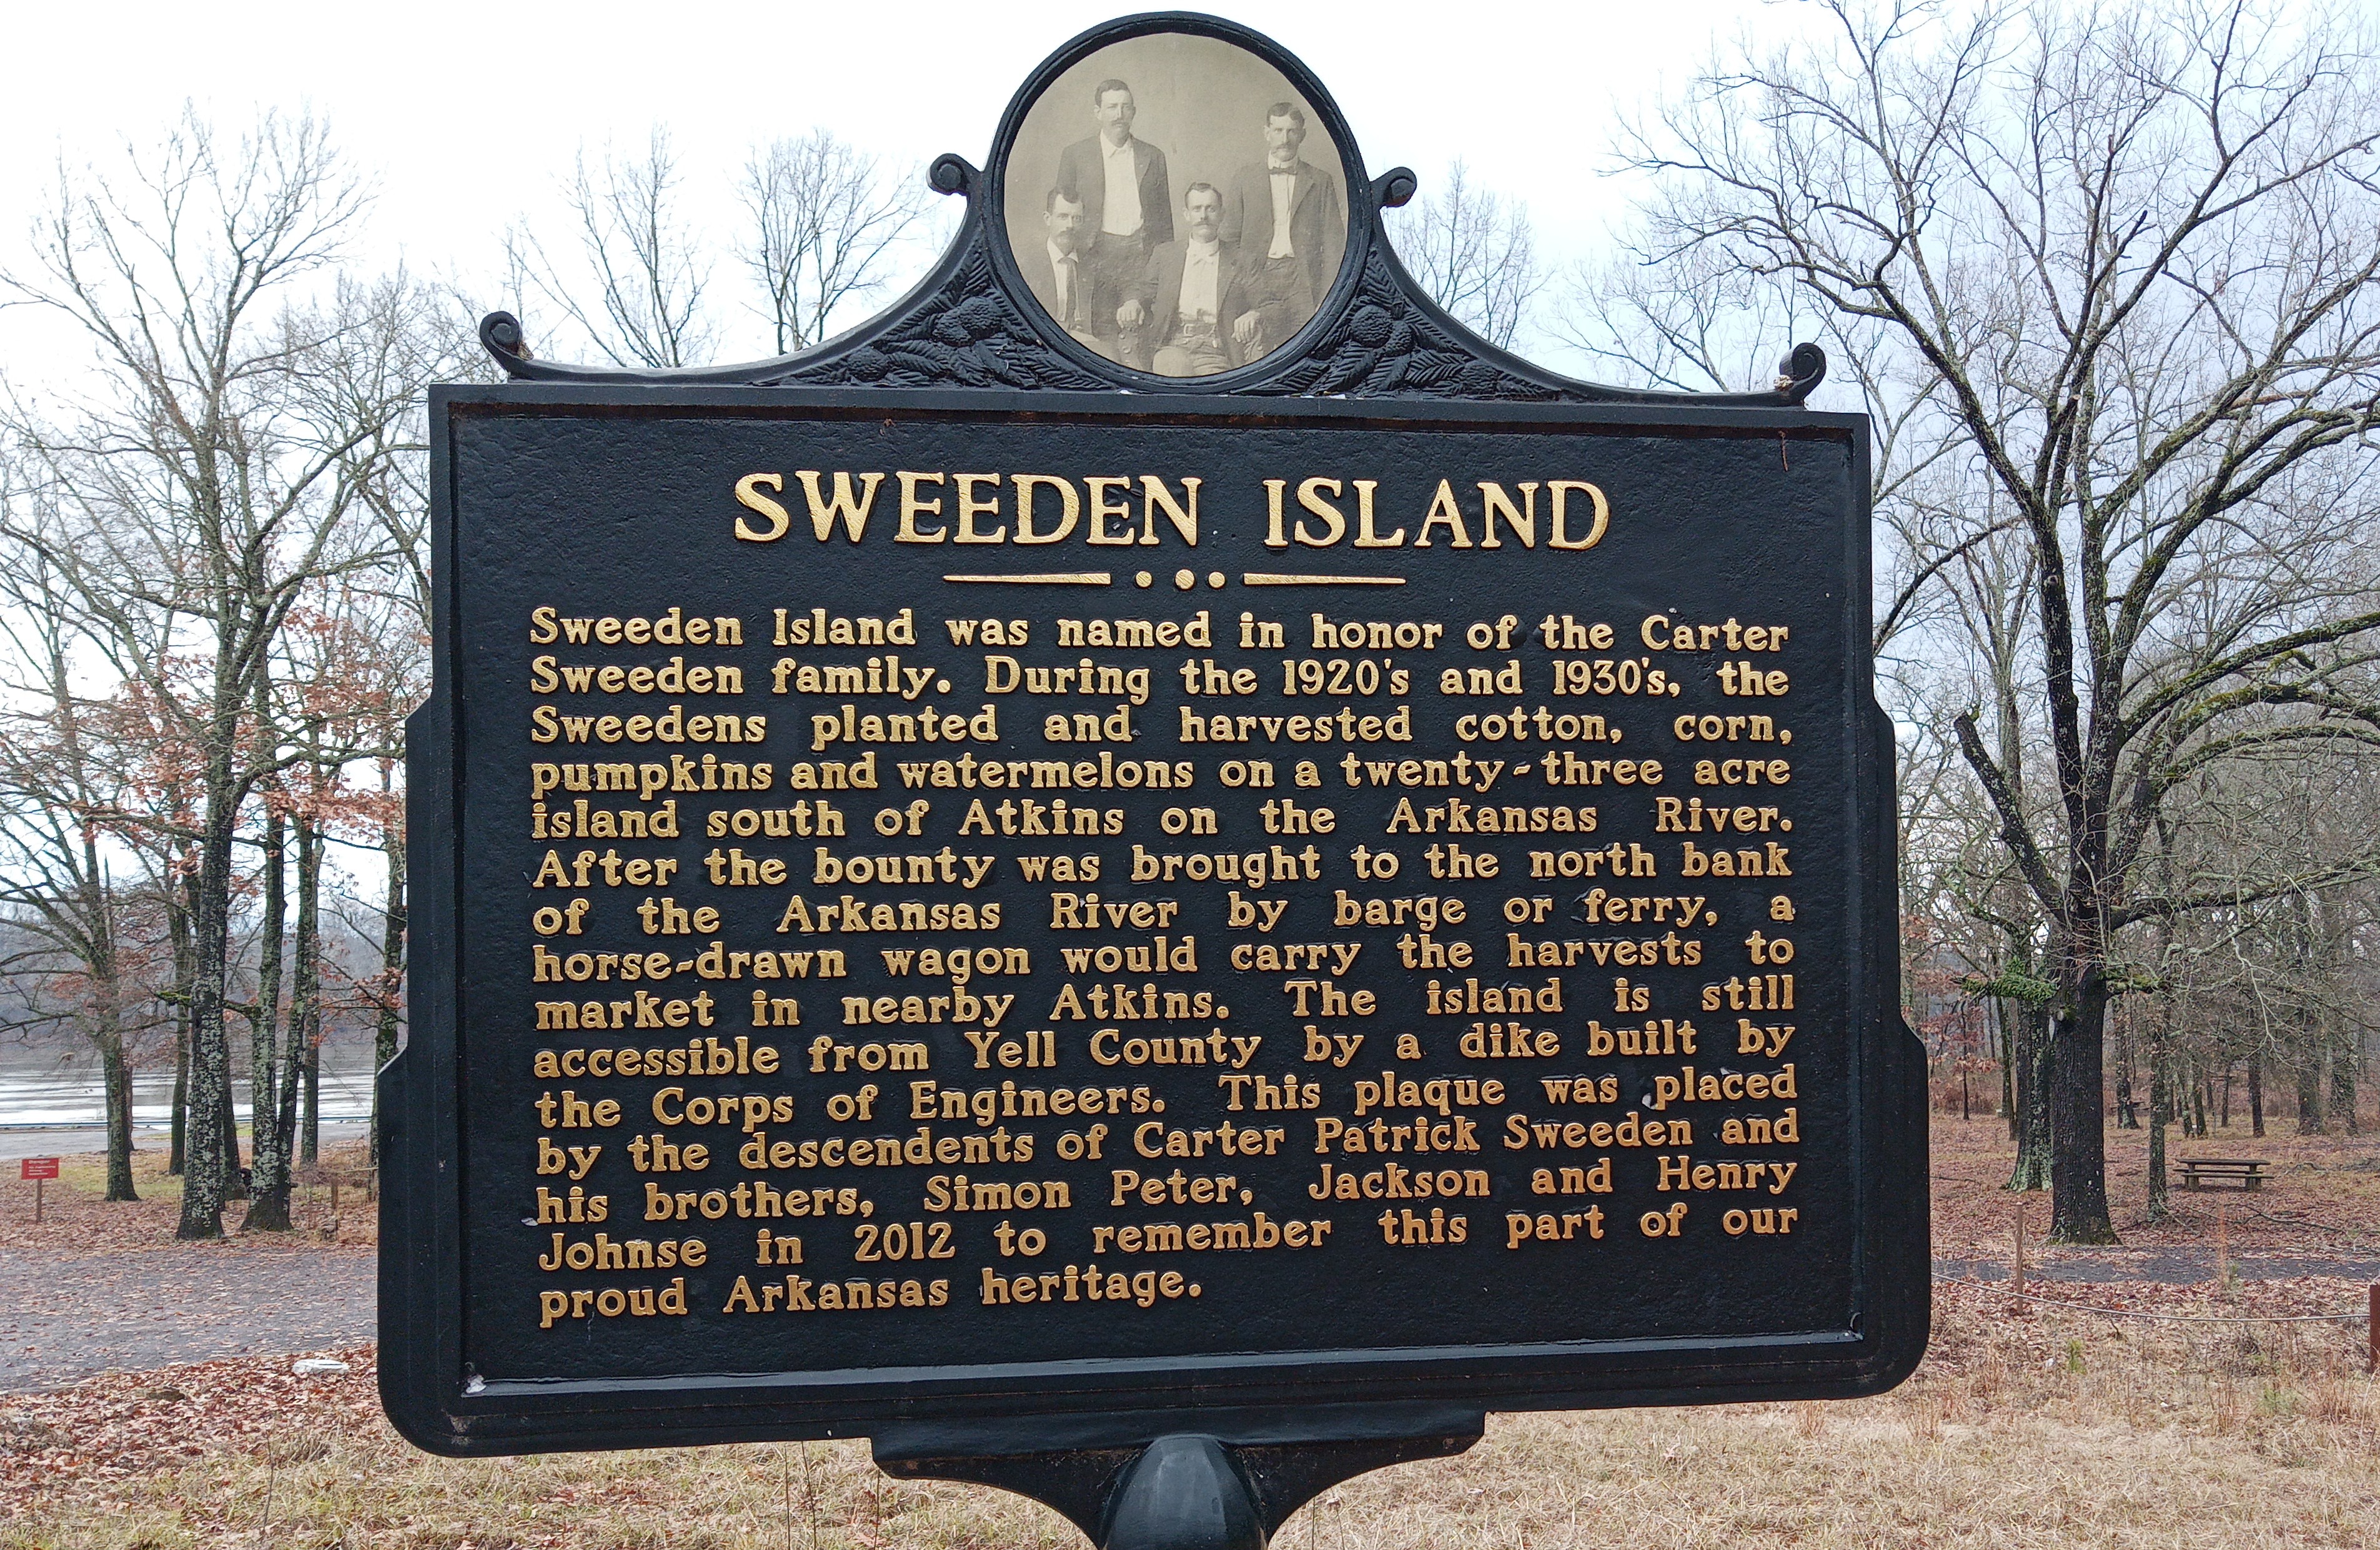 SWEEDEN ISLAND
Sweeden Island was named in honor of the Carter
Sweeden family. During the 1920's and 1930's, the
Sweedens planted and harvested cotton, corn,
pumpkins and watermelons on a twenty-three acre
island south of Atkins on the Arkansas River.
After the bounty was brought to the north bank
of the Arkansas River by barge or ferry, a
horse-drawn wagon would carry the harvests to
market in nearby Atkins. The island is still
accessible from Yell County by a dike built by
the Corps of Engineers. This plaque was placed
by the descendents of Carter Patrick Sweeden and
his brothers, Simon Peter, Jackson and Henry
Johnse in 2012 to remember this part of our
proud Arkansas heritage.